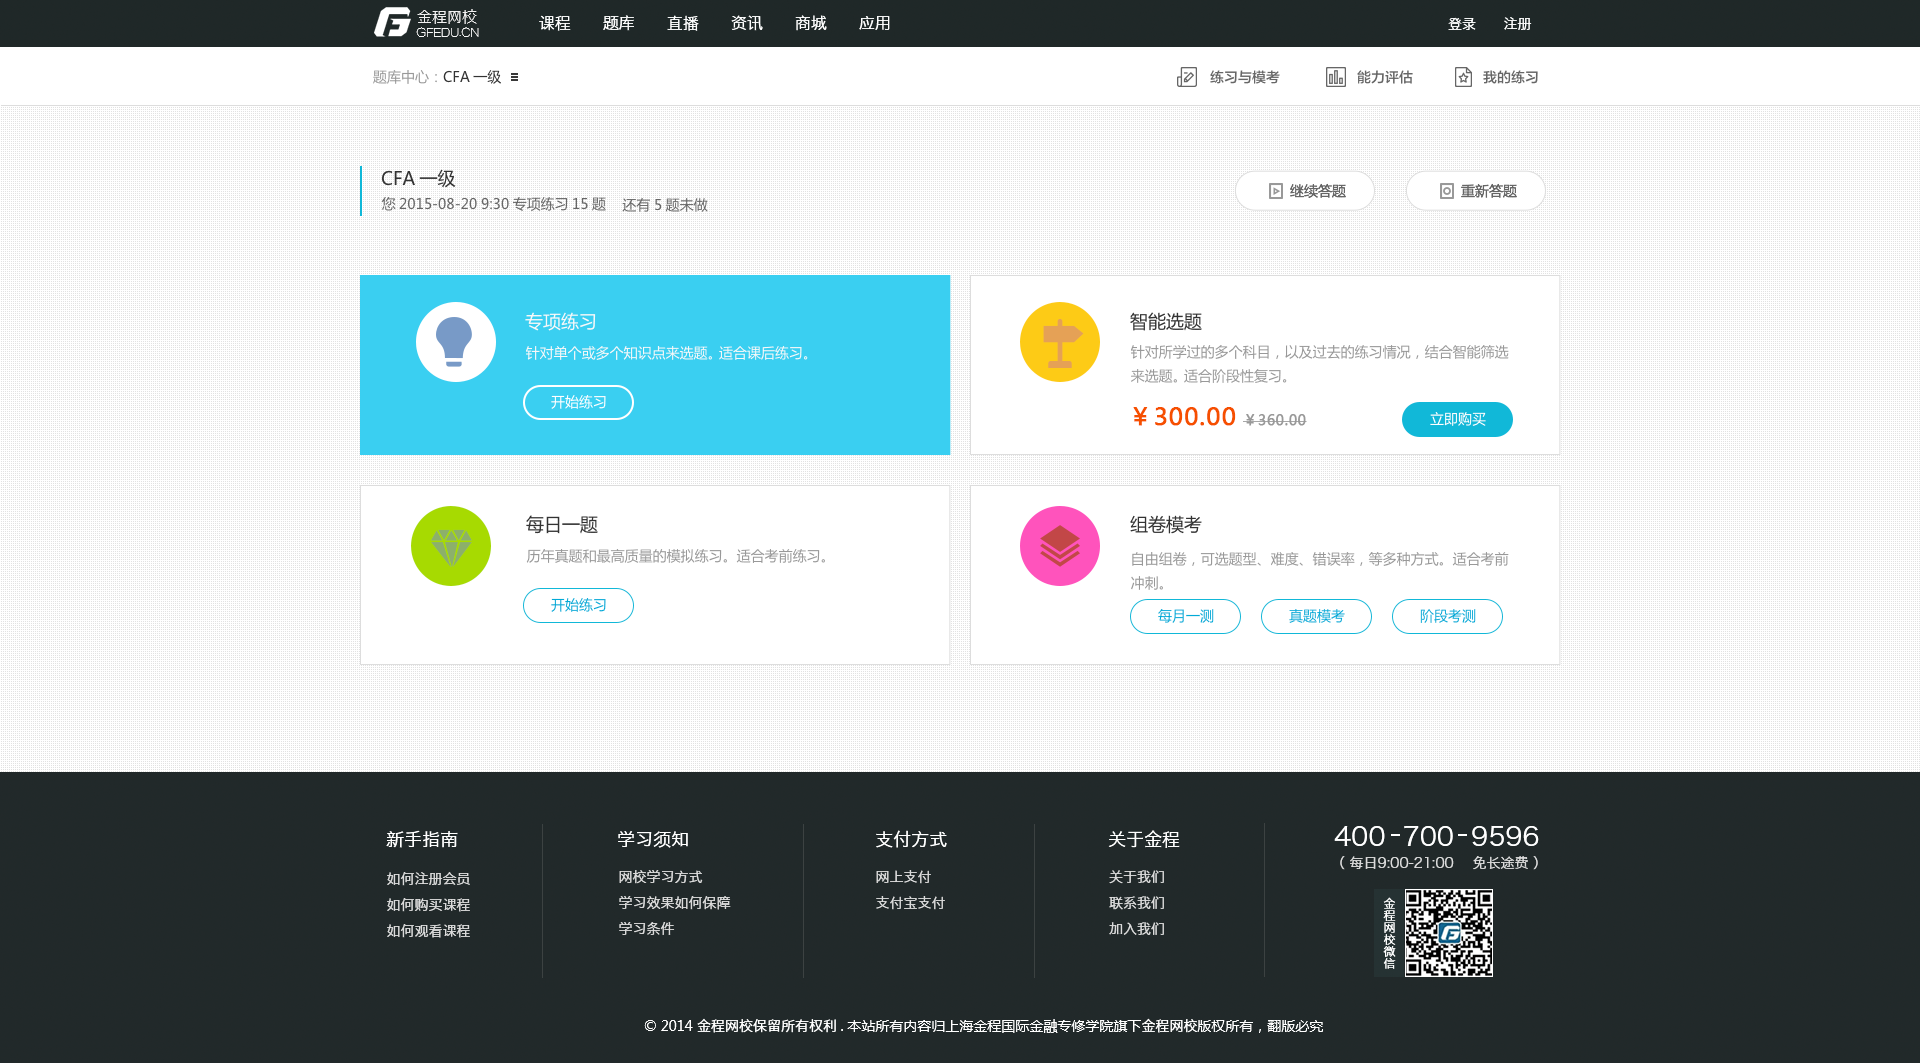 金程网校
GFEDU.CN
课程 题库 直播 资讯 商城 应用
登录 注册
题库中心：CFA 一级
练习与模考 能力评估 我的练习
CFA 一级
您 2015-08-20 9:30 专项练习 15 题 还有 5 题未做
继续答题 重新答题
专项练习
针对单个或多个知识点来选题。适合课后练习。
开始练习
智能选题
针对所学过的多个科目，以及过去的练习情况，结合智能筛选
来选题。适合阶段性复习。
¥ 300.00 ¥ 360.00
立即购买
每日一题
历年真题和最高质量的模拟练习。适合考前练习。
开始练习
组卷模考
自由组卷，可选题型、难度、错误率，等多种方式。适合考前
冲刺。
每月一测 真题模考 阶段考测
新手指南
如何注册会员
如何购买课程
如何观看课程
学习须知
网校学习方式
学习效果如何保障
学习条件
支付方式
网上支付
支付宝支付
关于金程
关于我们
联系我们
加入我们
400-700-9596
（ 每日9:00-21:00 免长途费 ）
金程网校微信
© 2014 金程网校保留所有权利 . 本站所有内容归上海金程国际金融专修学院旗下金程网校版权所有，翻版必究